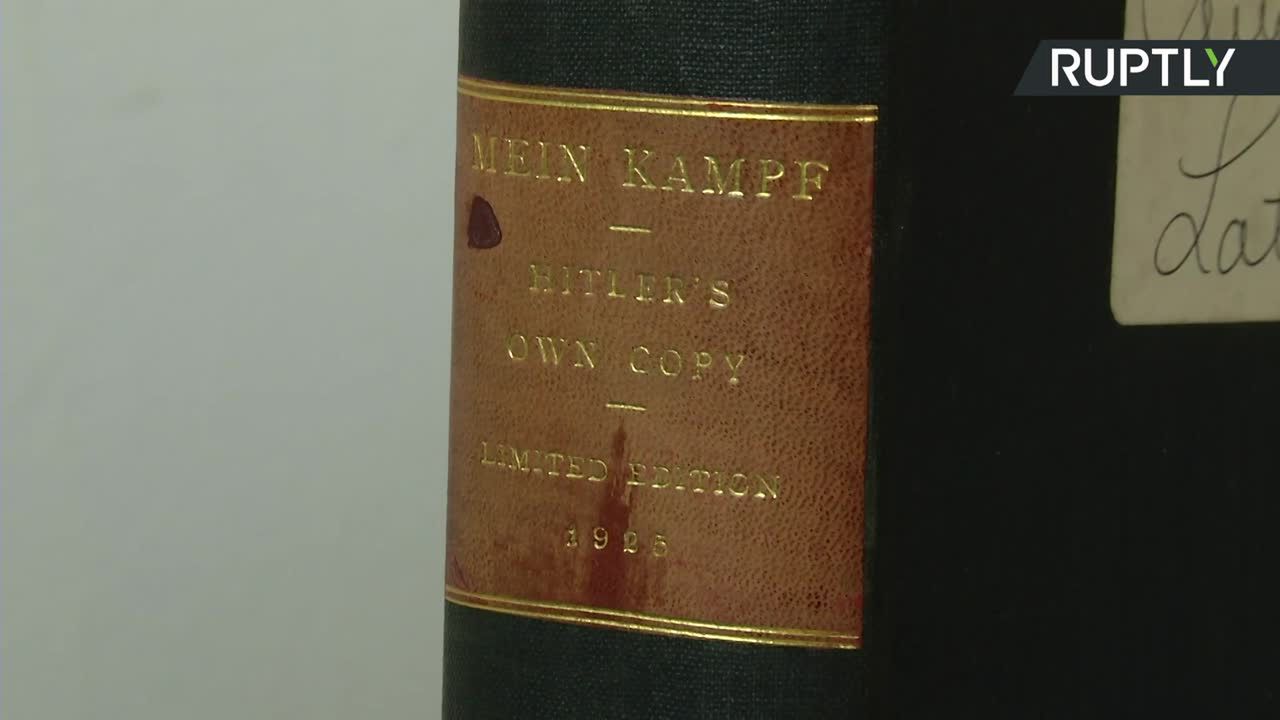 RUPTLY
MEIN KAMPF
HITLER'S
OWN COPY
LIMITED EDITION
1925